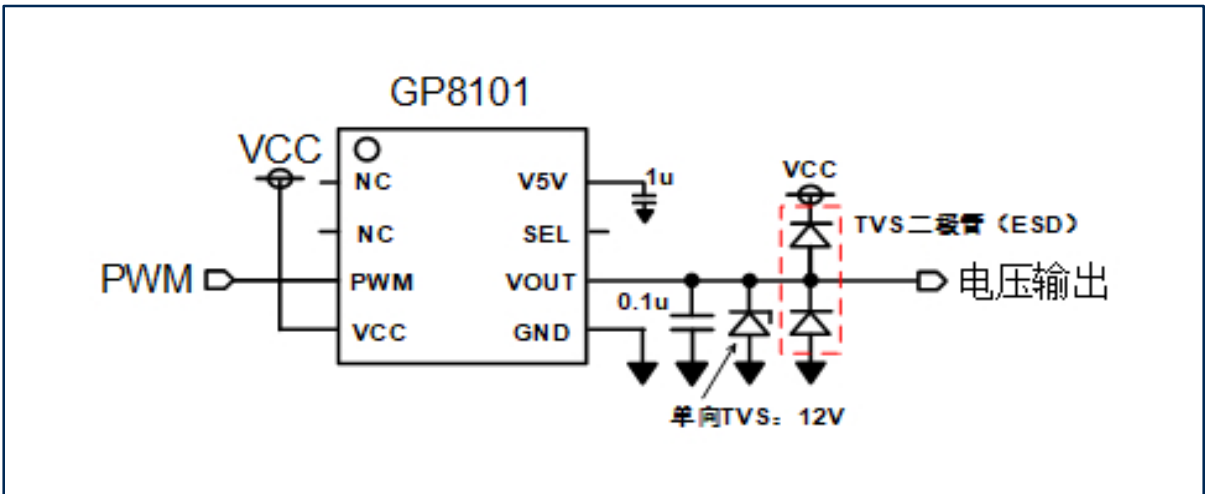 GP8101
VCC
NC
NC
PWM
PWM
VCC
V5V
SEL
VOUT
GND
1u
0.1u
VCC
TVS二极管（ESD）
电压输出
单向TVS：12V